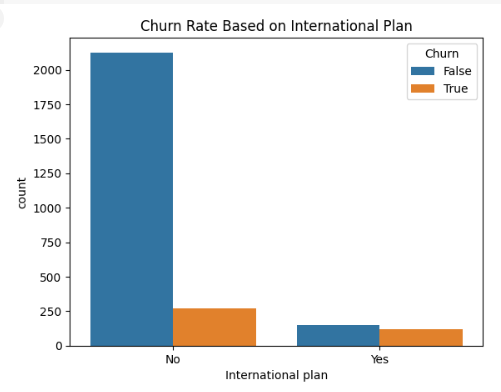 Churn Rate Based on International Plan
Churn
False
True
2000
1750
1500
1250
1000
750
500
250
0
count
No
Yes
International plan